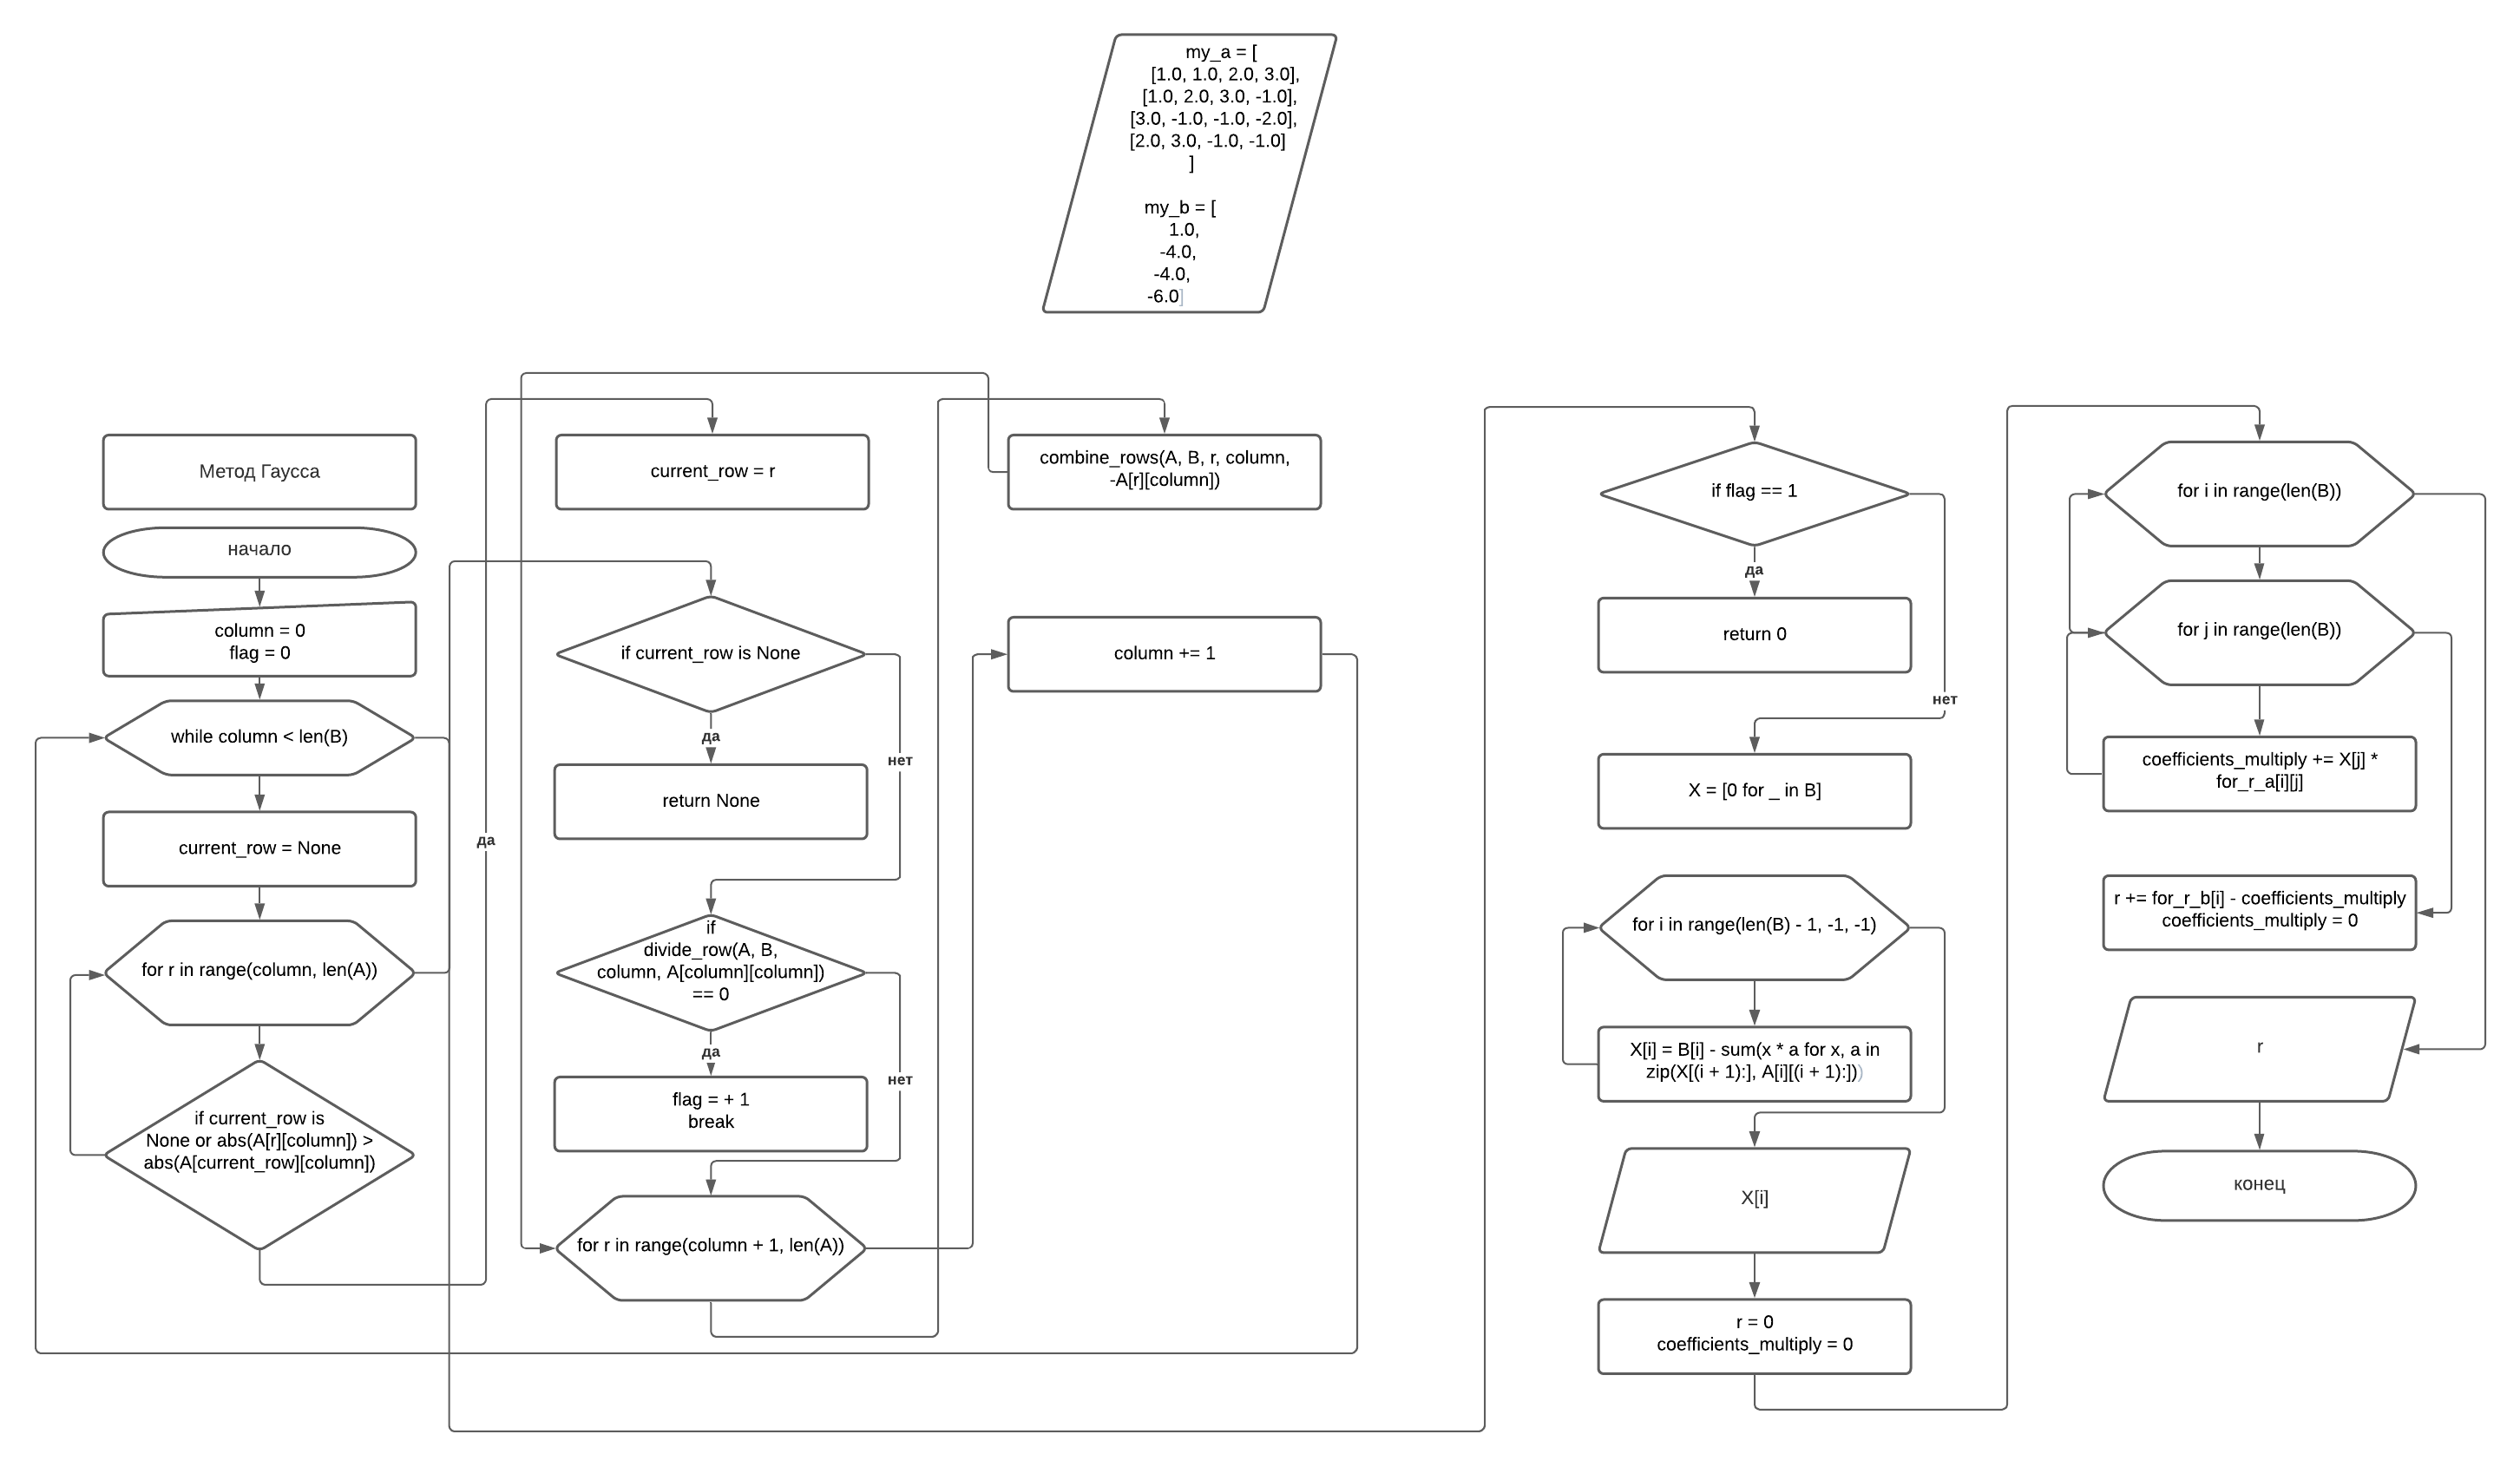 my_a = [
[1.0, 1.0, 2.0, 3.0],
[1.0, 2.0, 3.0, -1.0],
[3.0, -1.0, -1.0, -2.0],
[2.0, 3.0, -1.0, -1.0]
]
my_b = [
1.0,
-4.0,
-4.0,
-6.0]
Метод Гаусса
начало
column = 0
flag = 0
while column < len(B)
current_row = None
for r in range(column, len(A))
if current_row is
None or abs(A[r][column]) >
abs(A[current_row][column])
да
current_row = r
if current_row is None
да
нет
return None
if
divide_row(A, B,
column, A[column][column])
== 0
да
нет
flag = + 1
break
for r in range(column + 1, len(A))
combine_rows(A, B, r, column,
-A[r][column])
column += 1
if flag == 1
да
return 0
нет
X = [0 for _ in B]
for i in range(len(B) - 1, -1, -1)
X[i] = B[i] - sum(x * a for x, a in
zip(X[(i + 1):], A[i][(i + 1):]))
X[i]
r = 0
coefficients_multiply = 0
for i in range(len(B))
for j in range(len(B))
coefficients_multiply += X[j] *
for_r_a[i][j]
r += for_r_b[i] - coefficients_multiply
coefficients_multiply = 0
r
конец